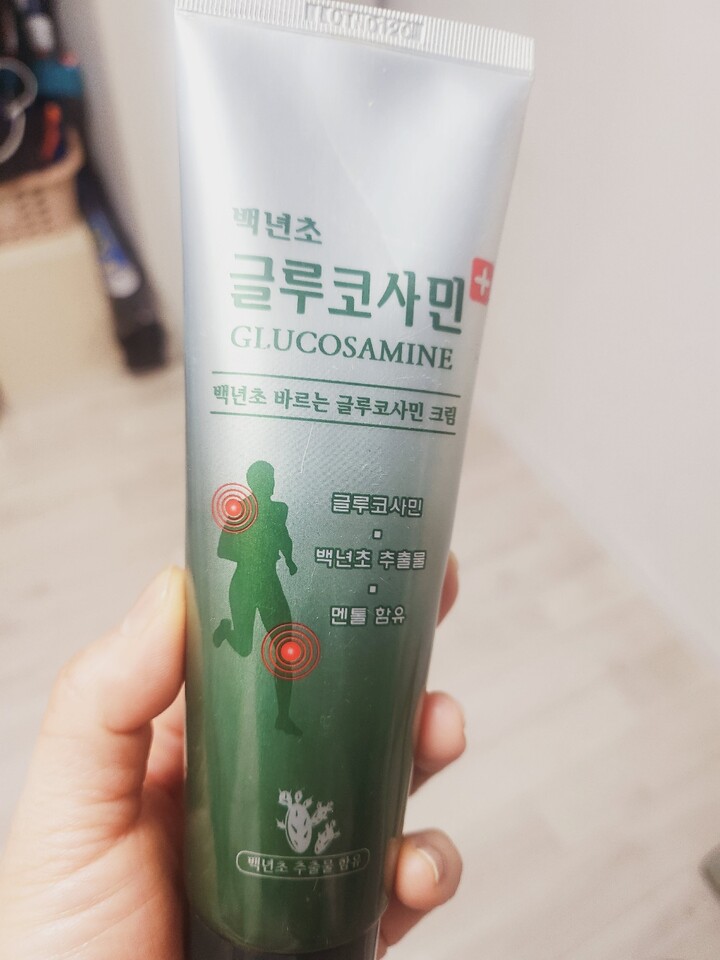 백년초
글루코사민
GLUCOSAMINE
백년초 바르는 글루코사민 크림
글루코사민
백년초 추출물
멘톨 함유
백년초 추출물 함유